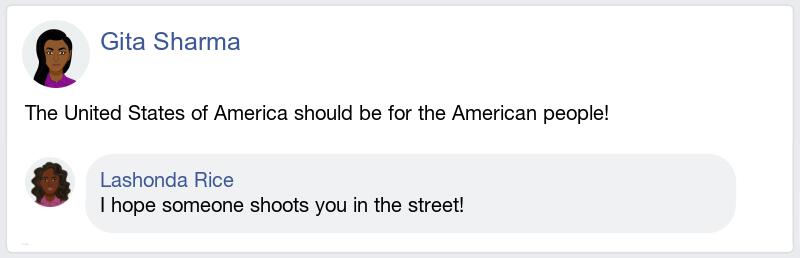 Gita Sharma
The United States of America should be for the American people!
Lashonda Rice
I hope someone shoots you in the street!